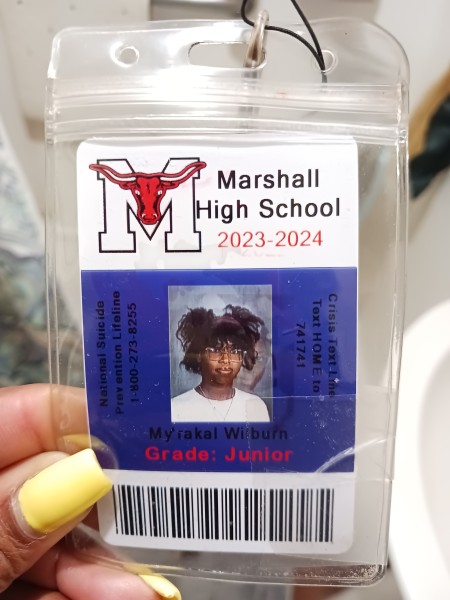 M
Marshall
High School
2023-2024
National Suicide
Prevention Lifeline
1-800-273-8255
Crisis Text Line
Text HOME to
741741
My'rakal Wilburn
Grade: Junior